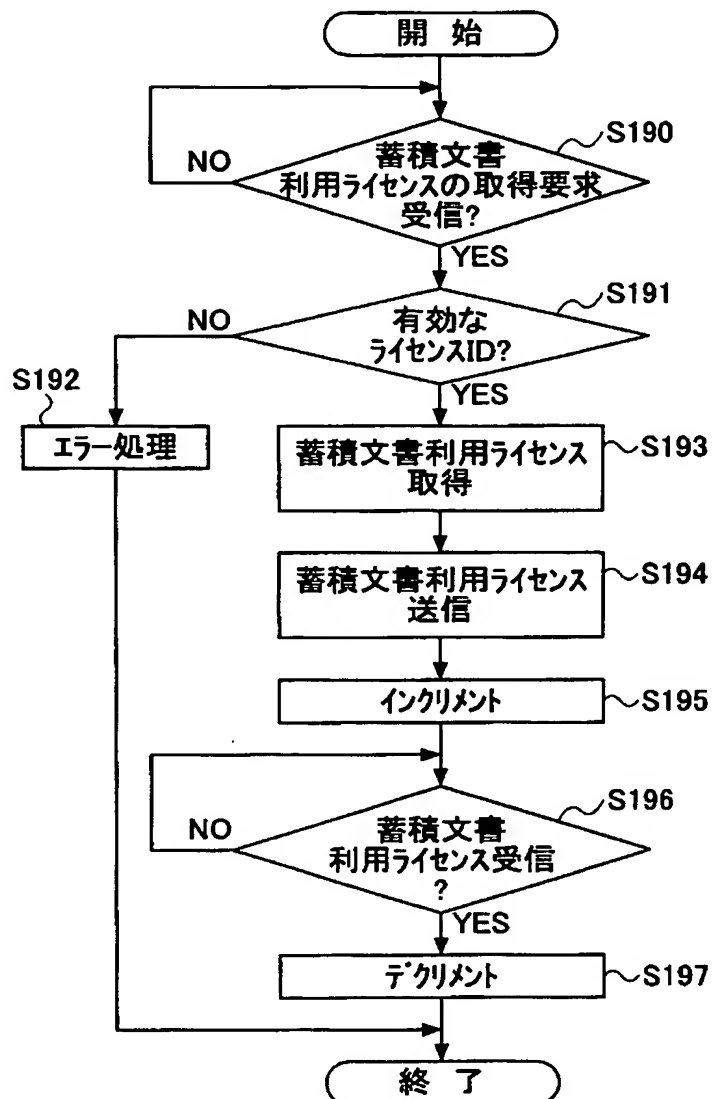 開 始
S190
蓄積文書
利用ライセンスの取得要求
受信?
NO
YES
S191
有効な
ライセンスID?
NO
YES
S192
エラー処理
蓄積文書利用ライセンス
取得
S193
蓄積文書利用ライセンス
送信
S194
インクリメント
S195
S196
蓄積文書
利用ライセンス受信
?
NO
YES
デクリメント
S197
終 了